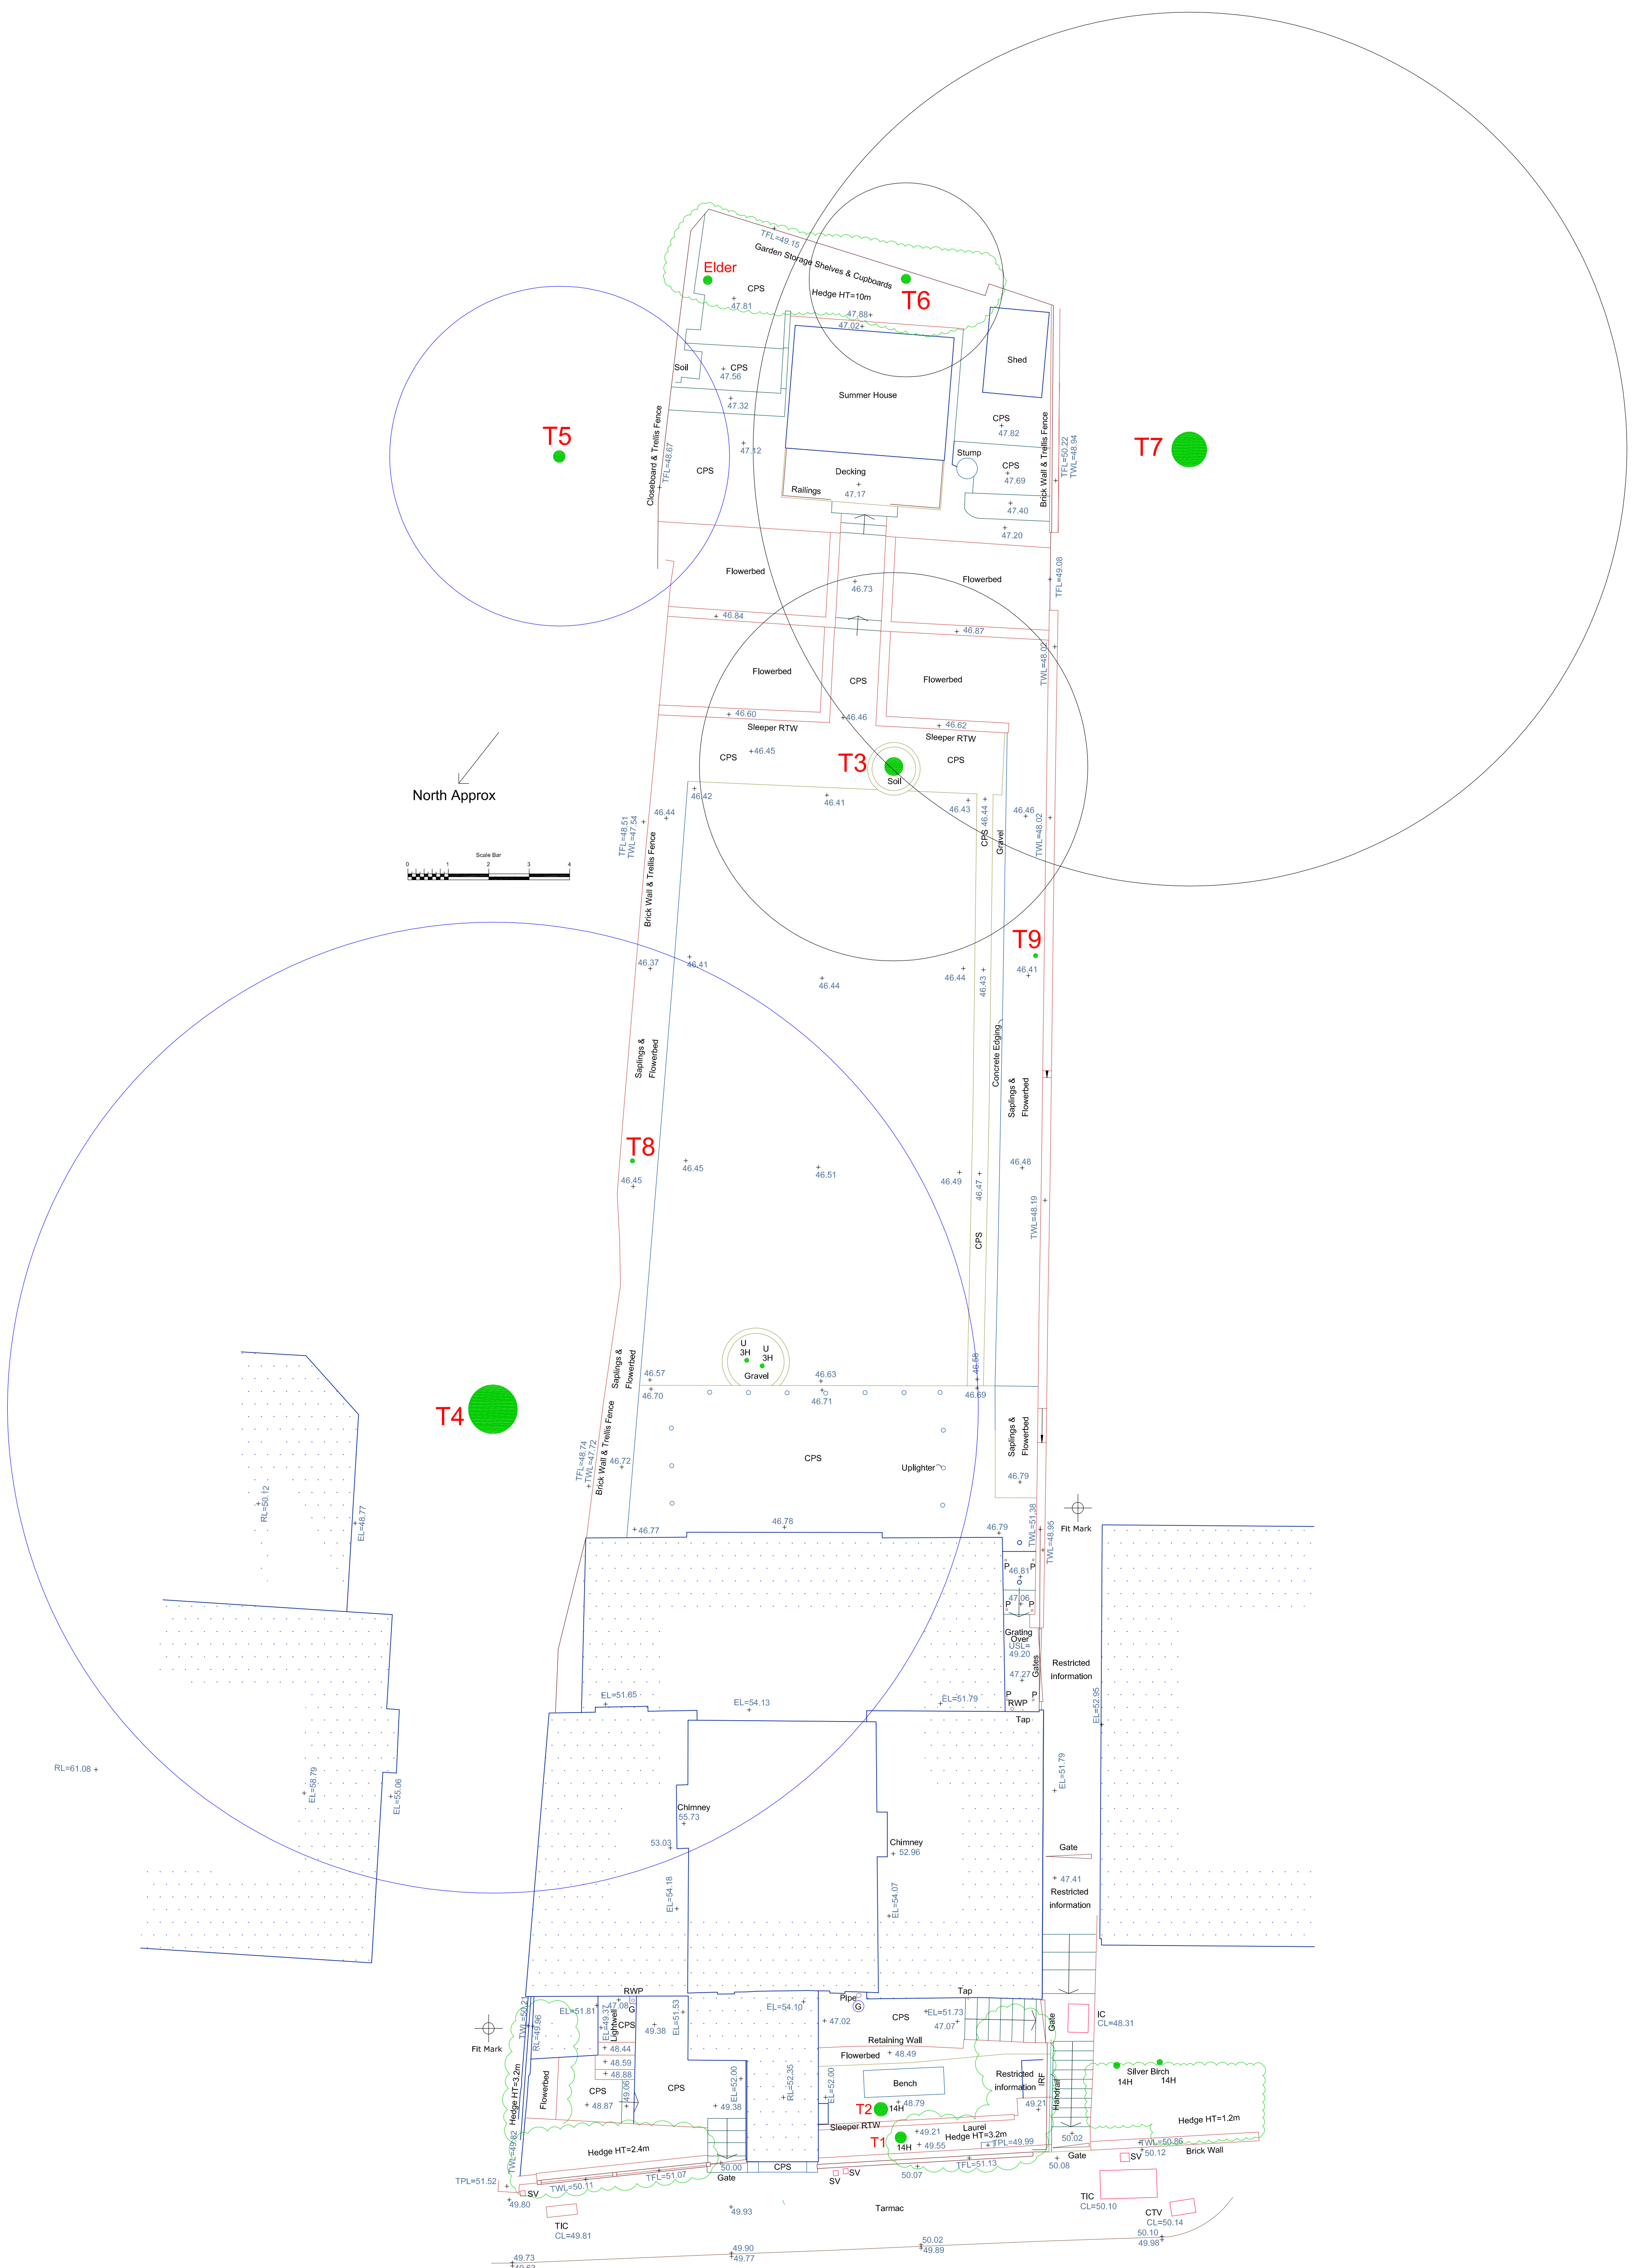 TFL=49.15
Garden Storage Shelves & Cupboards
Elder
T6
CPS
Hedge HT=10m
47.81
47.88
47.02
Shed
Soil
CPS
47.56
Summer House
47.32
CPS
47.82
T5
Closeboard & Trellis Fence
TFL=48.67
47.12
CPS
Stump
Decking
CPS
47.69
Railings
47.17
47.40
47.20
Brick Wall & Trellis Fence
TFL=50.22
TWL=48.94
T7
Flowerbed
Flowerbed
46.73
TFL=49.08
46.84
46.87
TWL=48.02
Flowerbed
CPS
Flowerbed
46.60
46.46
46.62
Sleeper RTW
Sleeper RTW
CPS
46.45
T3
CPS
Soil
North Approx
46.42
46.41
46.43
CPS
46.44
Gravel
46.46
TWL=48.02
46.44
TFL=48.51
TWL=47.54
Brick Wall & Trellis Fence
Scale Bar
0 1 2 3 4
T9
46.37
46.41
46.44
46.44
46.43
46.41
Saplings &
Flowerbed
Concrete Edging
Saplings &
Flowerbed
T8
46.45
46.45
46.51
46.49
46.47
46.48
TWL=48.19
CPS
U
3H
U
3H
Gravel
Saplings &
Flowerbed
46.57
46.63
46.58
46.70
46.71
46.69
T4
TFL=48.74
TWL=47.72
Brick Wall & Trellis Fence
46.72
CPS
Uplighter
Saplings &
Flowerbed
46.79
RL=50.12
EL=48.77
46.77
46.78
46.79
TWL=51.38
TWL=48.95
Fit Mark
P
P
46.81
47.06
P
P
Grating
Over
USL=
49.20
47.27
Gates
P
P
RWP
Tap
Restricted
information
EL=52.95
EL=51.65
EL=54.13
EL=51.79
RL=61.08
EL=58.79
EL=55.06
EL=51.79
Chimney
55.73
53.03
Chimney
52.96
Gate
47.41
Restricted
information
EL=54.18
EL=54.07
RWP
Pipe
G
Tap
Fit Mark
TWL=50.21
RL=49.96
EL=51.81
47.08
G
EL=49.37
Lightwell
CPS
49.38
EL=51.53
EL=54.10
47.02
CPS
EL=51.73
47.07
Gate
IC
CL=48.31
48.44
48.59
48.88
Retaining Wall
Flowerbed
48.49
Hedge HT=3.2m
Flowerbed
CPS
48.87
49.06
CPS
EL=52.00
49.38
RL=52.35
EL=52.00
Bench
Restricted
information
IRF
Handrail
Silver Birch
14H
14H
T2
14H
48.79
49.21
Hedge HT=1.2m
Sleeper RTW
Laurel
49.21
Hedge HT=3.2m
T1
14H
49.55
TPL=49.99
50.02
TWL=50.86
50.12
Brick Wall
TWL=49.82
Hedge HT=2.4m
TPL=51.52
TWL=50.11
TFL=51.07
50.00
Gate
CPS
SV
SV
50.07
TFL=51.13
50.08
Gate
SV
SV
49.80
TIC
CL=49.81
49.93
Tarmac
TIC
CL=50.10
CTV
CL=50.14
50.10
49.98
50.02
49.89
49.90
49.77
49.73